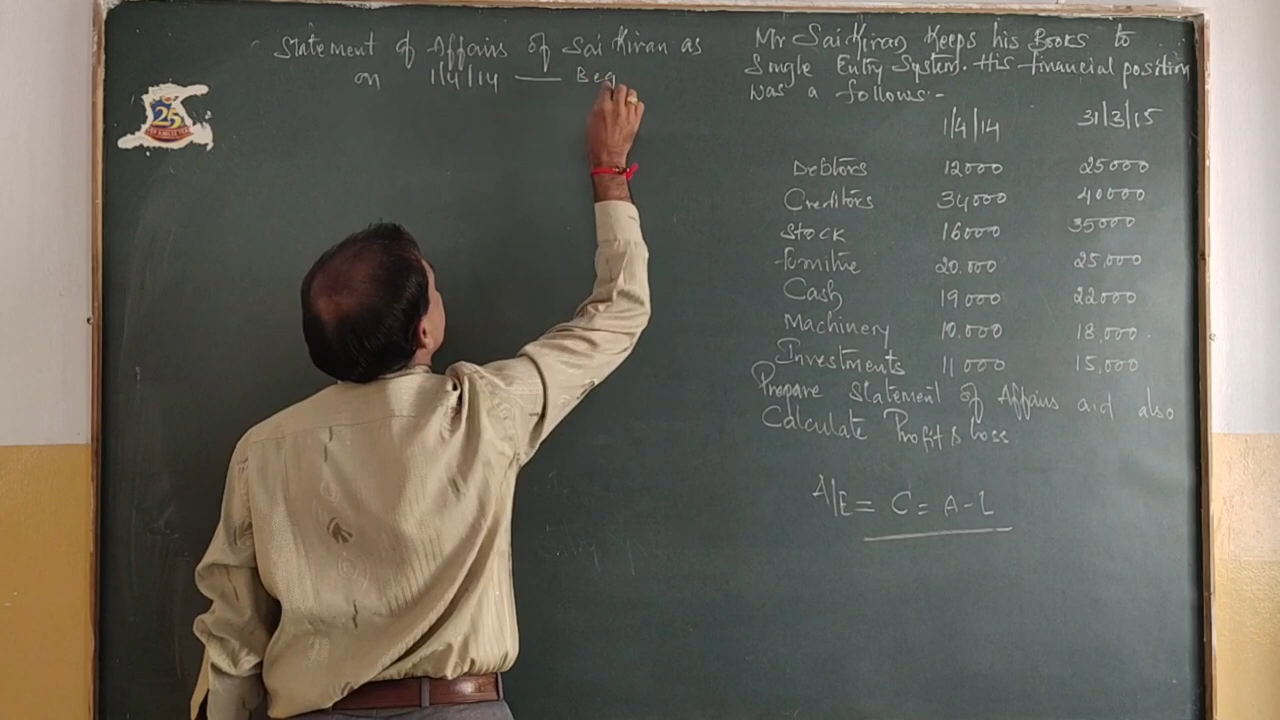 Statement of Affairs of Sai Kiran as
on 1/4/14 — Beg
Mr Sai Kiran Keeps his Books to
Single Entry System. His financial position
was a follows:-
1/4/14 31/3/15
Debtors 12000 25000
Creditors 34000 40000
Stock 16000 35000
furnitre 20.000 25,000
Cash 19000 22000
Machinery 10.000 18,000.
Investments 11000 15,000
Prepare Statement of Affairs and also
Calculate Profit & Loss
A/E = C = A - L
25